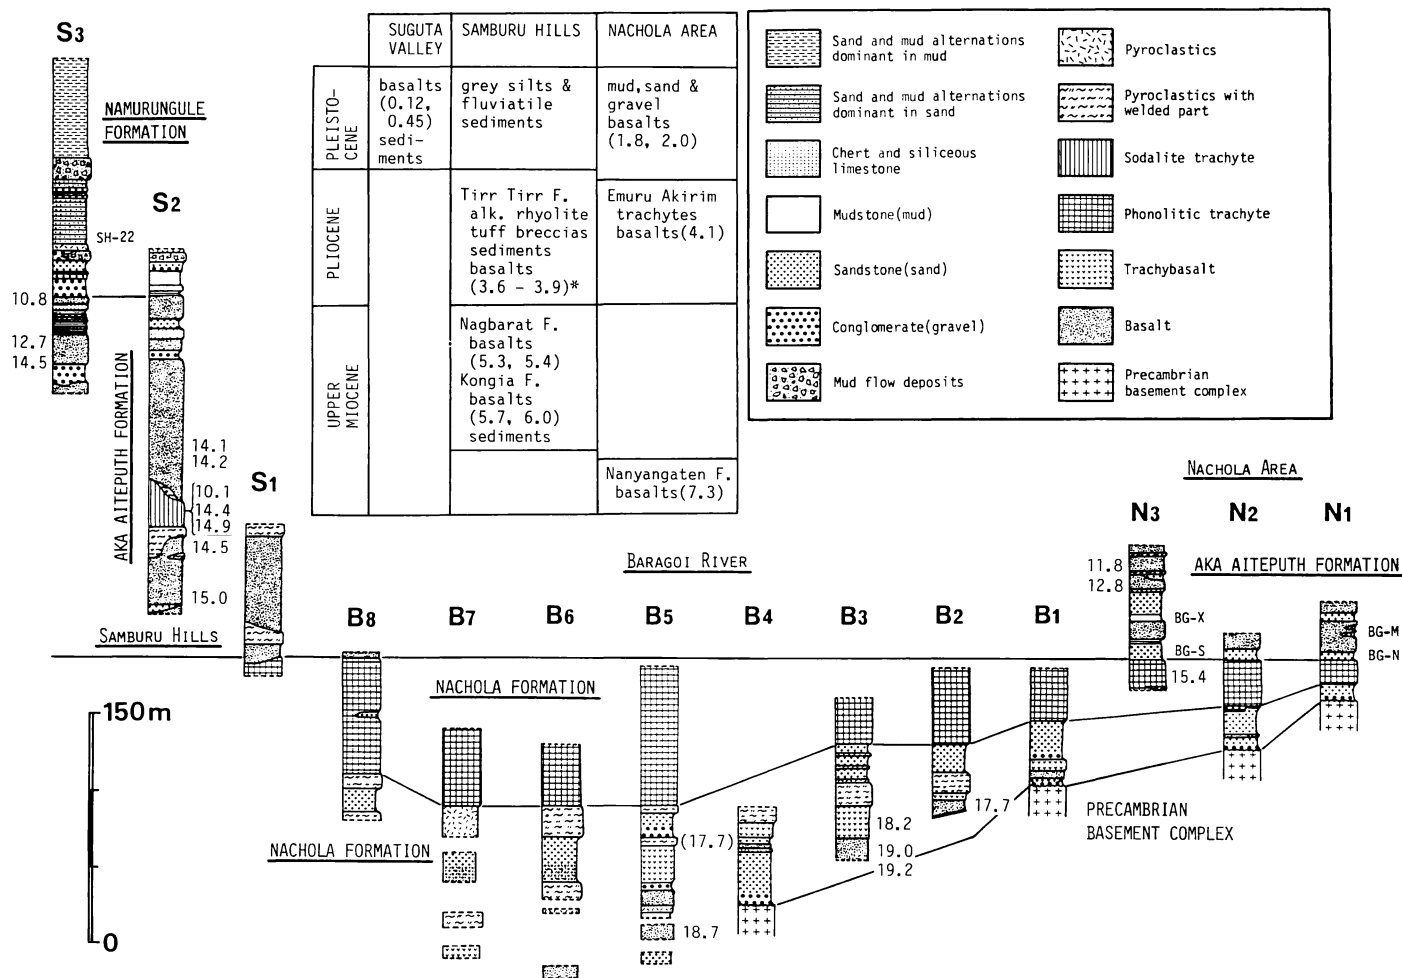 S3
NAMURUNGULE
FORMATION
S2
SH-22
10.8
12.7
14.5
AKA AITEPUTH FORMATION
14.1
14.2
10.1
14.4
14.9
14.5
15.0
S1
SAMBURU HILLS
SUGUTA
VALLEY
SAMBURU HILLS
NACHOLA AREA
PLEISTO-
CENE
basalts
(0.12,
0.45)
sedi-
ments
grey silts &
fluviatile
sediments
mud, sand &
gravel
basalts
(1.8, 2.0)
PLIOCENE
Tirr Tirr F.
alk. rhyolite
tuff breccias
sediments
basalts
(3.6 – 3.9)*
Emuru Akirim
trachytes
basalts(4.1)
UPPER
MIOCENE
Nagbarat F.
basalts
(5.3, 5.4)
Kongia F.
basalts
(5.7, 6.0)
sediments
Nanyangaten F.
basalts(7.3)
Sand and mud alternations
dominant in mud
Sand and mud alternations
dominant in sand
Chert and siliceous
limestone
Mudstone(mud)
Sandstone(sand)
Conglomerate(gravel)
Mud flow deposits
Pyroclastics
Pyroclastics with
welded part
Sodalite trachyte
Phonolitic trachyte
Trachybasalt
Basalt
Precambrian
basement complex
NACHOLA AREA
N3
N2
N1
AKA AITEPUTH FORMATION
11.8
12.8
BG-X
BG-S
15.4
BG-M
BG-N
BARAGOI RIVER
B8
B7
B6
B5
B4
B3
B2
B1
NACHOLA FORMATION
NACHOLA FORMATION
(17.7)
18.7
18.2
19.0
19.2
17.7
PRECAMBRIAN
BASEMENT COMPLEX
150m
0